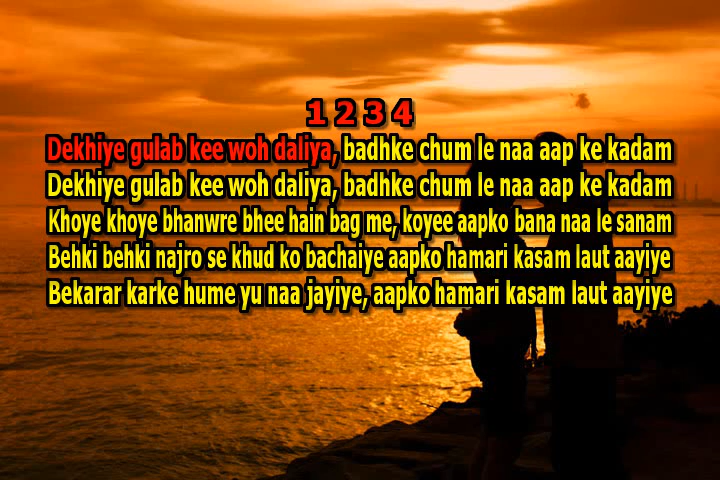 1 2 3 4
Dekhiye gulab kee woh daliya, badhke chum le naa aap ke kadam
Dekhiye gulab kee woh daliya, badhke chum le naa aap ke kadam
Khoye khoye bhanwre bhee hain bag me, koyee aapko bana naa le sanam
Behki behki najro se khud ko bachaiye aapko hamari kasam laut aayiye
Bekarar karke hume yu naa jayiye, aapko hamari kasam laut aayiye